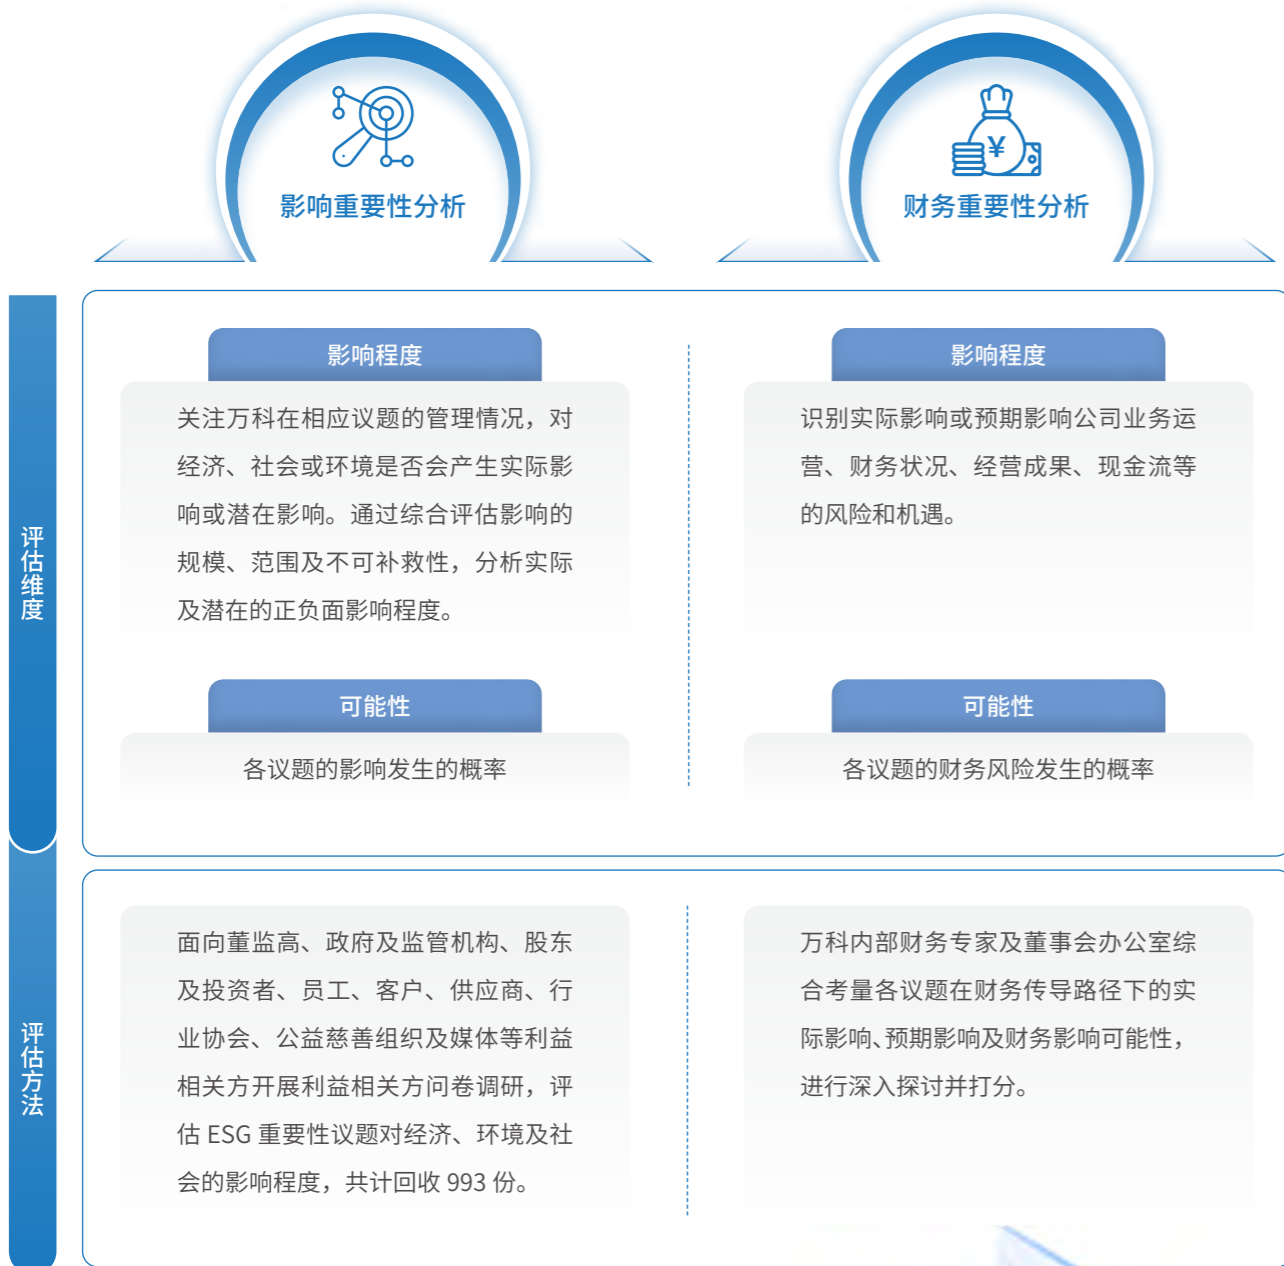 影响重要性分析
财务重要性分析
¥
评估维度
影响程度
关注万科在相应议题的管理情况，对
经济、社会或环境是否会产生实际影
响或潜在影响。通过综合评估影响的
规模、范围及不可补救性，分析实际
及潜在的正负面影响程度。
可能性
各议题的影响发生的概率
影响程度
识别实际影响或预期影响公司业务运
营、财务状况、经营成果、现金流等
的风险和机遇。
可能性
各议题的财务风险发生的概率
评估方法
面向董监高、政府及监管机构、股东
及投资者、员工、客户、供应商、行
业协会、公益慈善组织及媒体等利益
相关方开展利益相关方问卷调研，评
估 ESG 重要性议题对经济、环境及社
会的影响程度，共计回收 993 份。
万科内部财务专家及董事会办公室综
合考量各议题在财务传导路径下的实
际影响、预期影响及财务影响可能性，
进行深入探讨并打分。